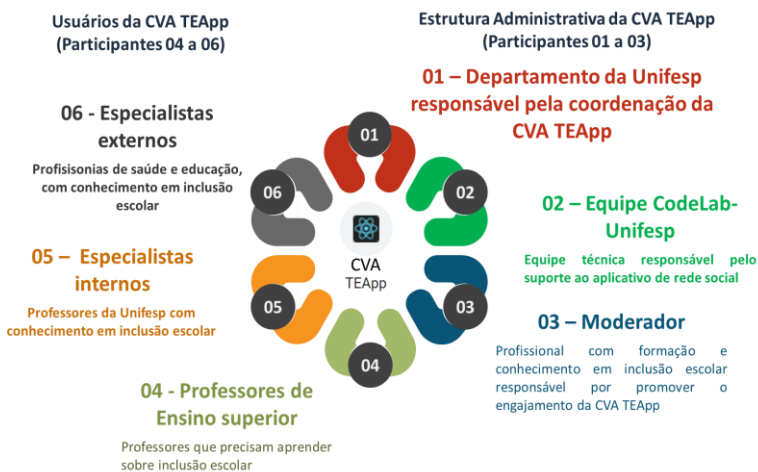 Usuários da CVA TEApp
(Participantes 04 a 06)
Estrutura Administrativa da CVA TEApp
(Participantes 01 a 03)
01 – Departamento da Unifesp
responsável pela coordenação da
CVA TEApp
06 - Especialistas
externos
Profisisonias de saúde e educação,
com conhecimento em inclusão
escolar
01
06
02
02 – Equipe CodeLab-
Unifesp
Equipe técnica responsável pelo
suporte ao aplicativo de rede social
CVA
TEApp
05 – Especialistas
internos
Professores da Unifesp com
conhecimento em inclusão escolar
05
03
03 – Moderador
Profissional com formação e
conhecimento em inclusão escolar
responsável por promover o
engajamento da CVA TEApp
04
04 - Professores de
Ensino superior
Professores que precisam aprender
sobre inclusão escolar